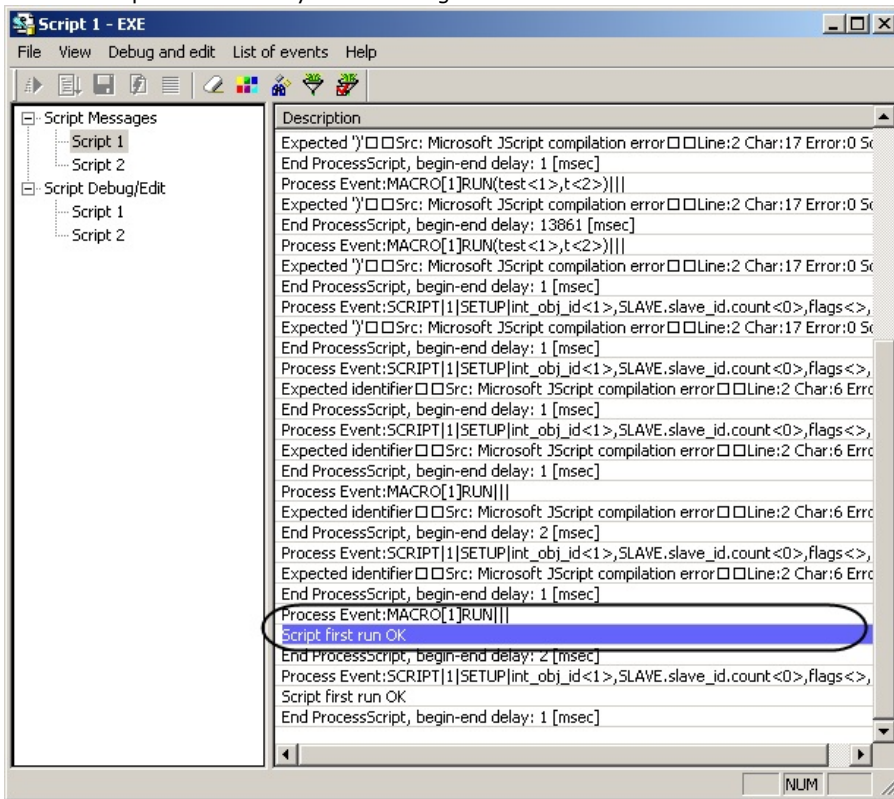 Script 1 - EXE
File View Debug and edit List of events Help
Script Messages
Script 1
Script 2
Script Debug/Edit
Script 1
Script 2
Description
Expected ')'□□Src: Microsoft JScript compilation error□□Line:2 Char:17 Error:0 Sc
End ProcessScript, begin-end delay: 1 [msec]
Process Event:MACRO[1]RUN(test<1>,t<2>)|||
Expected ')'□□Src: Microsoft JScript compilation error□□Line:2 Char:17 Error:0 Sc
End ProcessScript, begin-end delay: 13861 [msec]
Process Event:MACRO[1]RUN(test<1>,t<2>)|||
Expected ')'□□Src: Microsoft JScript compilation error□□Line:2 Char:17 Error:0 Sc
End ProcessScript, begin-end delay: 1 [msec]
Process Event:SCRIPT|1|SETUP|int_obj_id<1>,SLAVE.slave_id.count<0>,flags<>,
Expected ')'□□Src: Microsoft JScript compilation error□□Line:2 Char:17 Error:0 Sc
End ProcessScript, begin-end delay: 1 [msec]
Process Event:SCRIPT|1|SETUP|int_obj_id<1>,SLAVE.slave_id.count<0>,flags<>,
Expected identifier□□Src: Microsoft JScript compilation error□□Line:2 Char:6 Erro
End ProcessScript, begin-end delay: 1 [msec]
Process Event:SCRIPT|1|SETUP|int_obj_id<1>,SLAVE.slave_id.count<0>,flags<>,
Expected identifier□□Src: Microsoft JScript compilation error□□Line:2 Char:6 Erro
End ProcessScript, begin-end delay: 1 [msec]
Process Event:MACRO[1]RUN|||
Expected identifier□□Src: Microsoft JScript compilation error□□Line:2 Char:6 Erro
End ProcessScript, begin-end delay: 2 [msec]
Process Event:SCRIPT|1|SETUP|int_obj_id<1>,SLAVE.slave_id.count<0>,flags<>,
Expected identifier□□Src: Microsoft JScript compilation error□□Line:2 Char:6 Erro
End ProcessScript, begin-end delay: 1 [msec]
Process Event:MACRO[1]RUN|||
Script first run OK
End ProcessScript, begin-end delay: 2 [msec]
Process Event:SCRIPT|1|SETUP|int_obj_id<1>,SLAVE.slave_id.count<0>,flags<>,
Script first run OK
End ProcessScript, begin-end delay: 1 [msec]
NUM